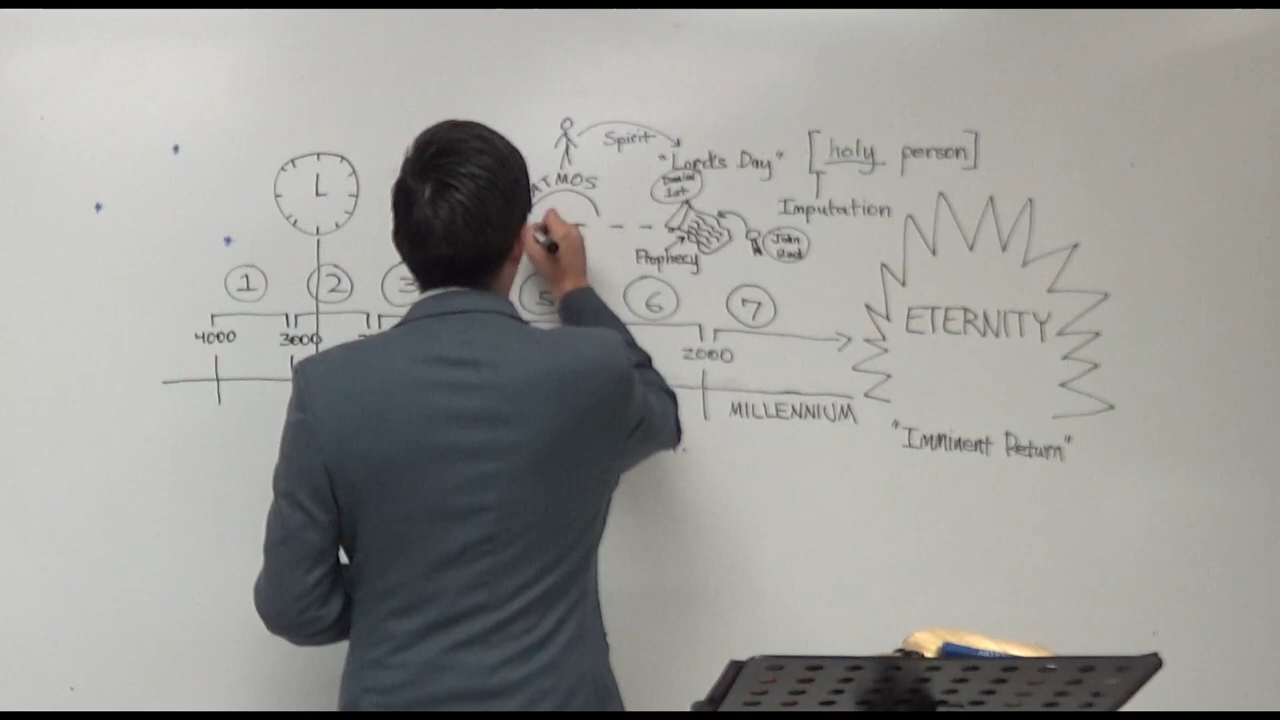 Spirit
"Lord's Day" [holy person]
ATMOS
Daniel
1st
Imputation
Prophecy
John
2nd
1 2 3 5 6 7
ETERNITY
4000 3000 2000
MILLENNIUM
"Imminent Return"